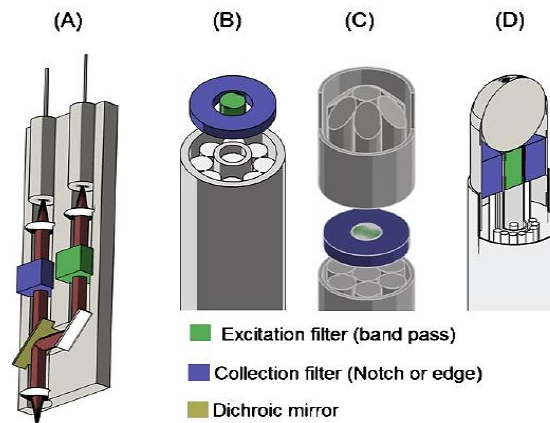 (A)
(B)
(C)
(D)
Excitation filter (band pass)
Collection filter (Notch or edge)
Dichroic mirror